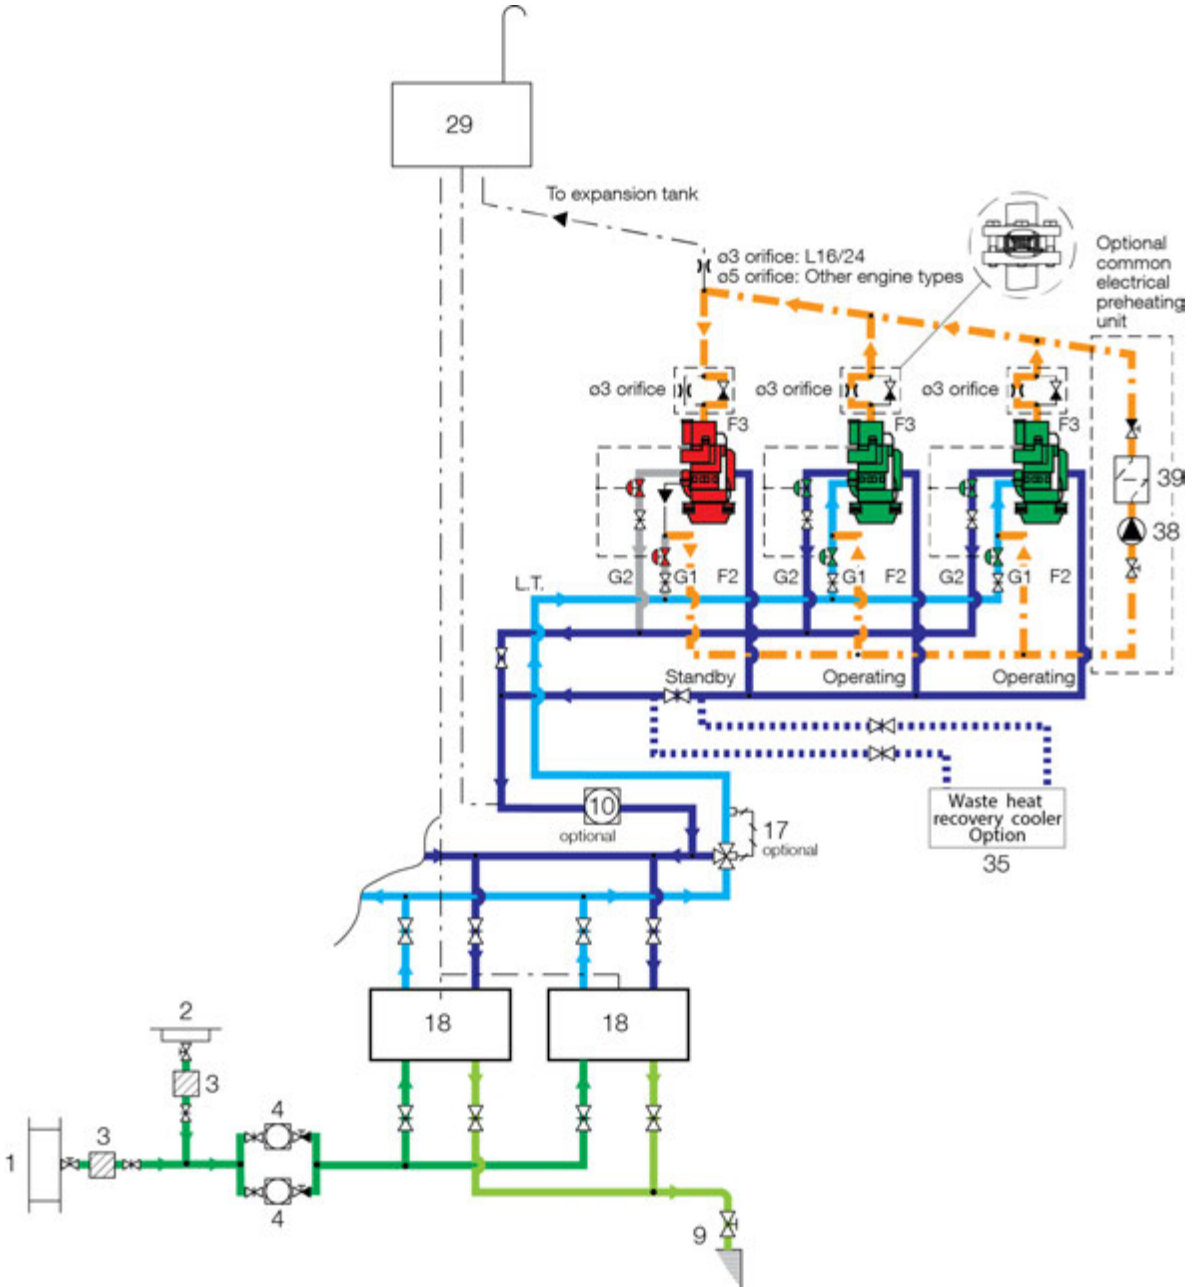 29
To expansion tank
ø3 orifice: L16/24
ø5 orifice: Other engine types
Optional
common
electrical
preheating
unit
ø3 orifice
ø3 orifice
ø3 orifice
F3
F3
F3
39
38
G2
G1
F2
G2
G1
F2
G2
G1
F2
L.T.
Standby
Operating
Operating
10
optional
17
optional
Waste heat
recovery cooler
Option
35
18
18
2
3
4
3
1
4
9